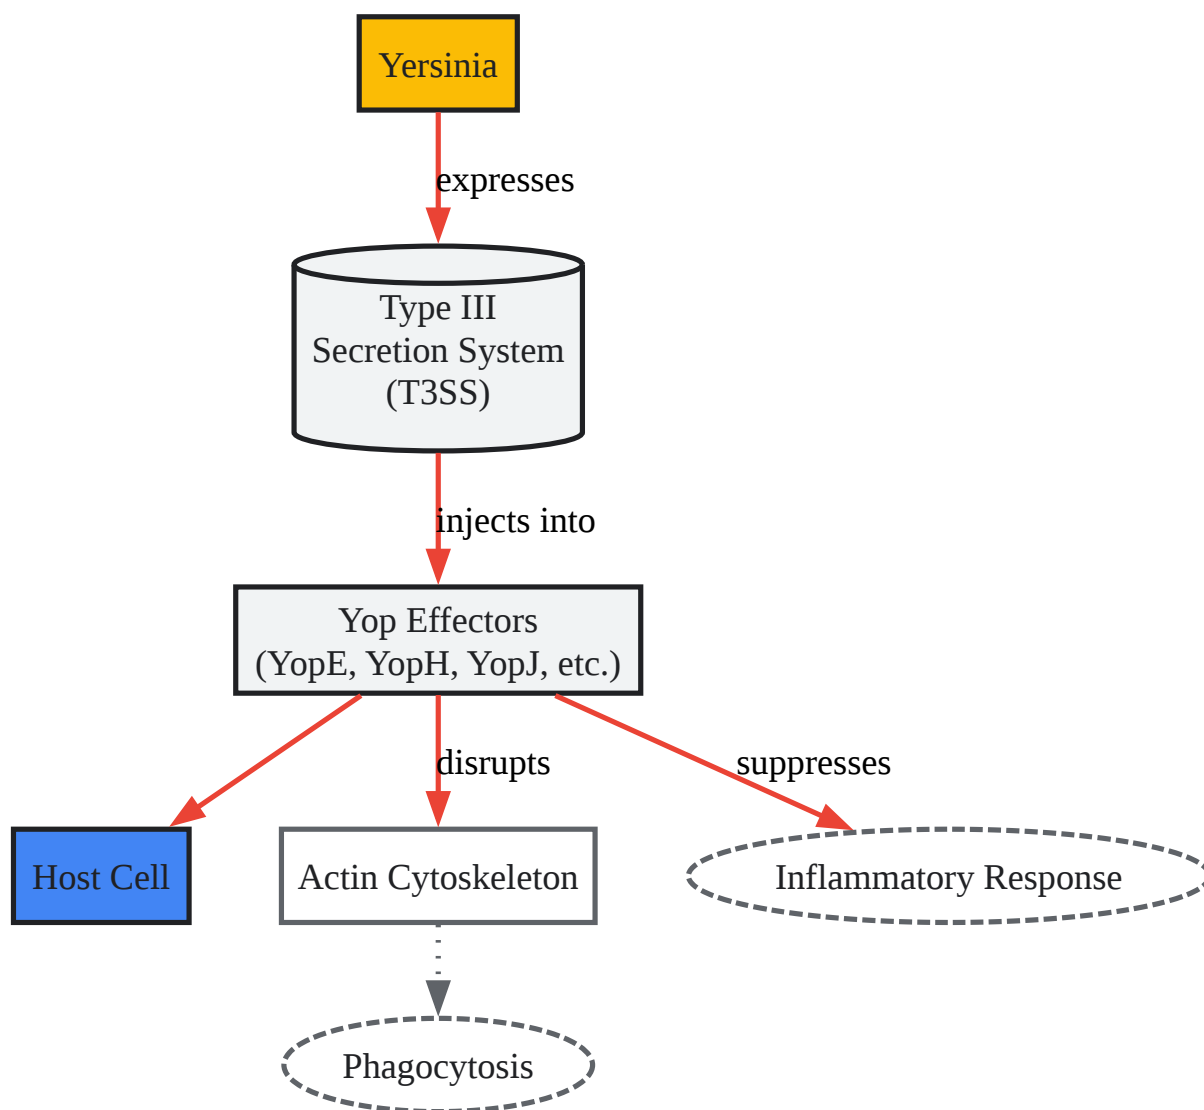 Yersinia
expresses
Type III
Secretion System
(T3SS)
injects into
Yop Effectors
(YopE, YopH, YopJ, etc.)
disrupts
suppresses
Host Cell
Actin Cytoskeleton
Inflammatory Response
Phagocytosis